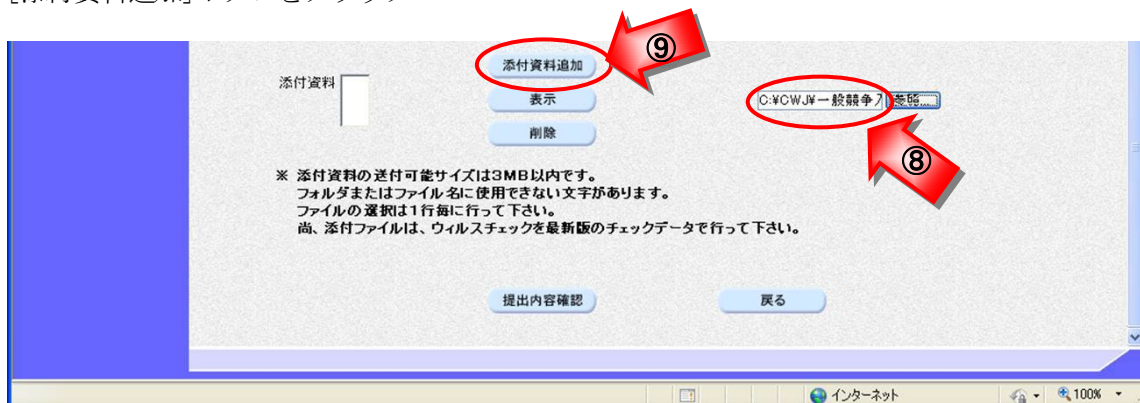 ⑨
添付資料追加
添付資料
表示
C:¥CWJ¥一般競争入 参照...
削除
⑧
※ 添付資料の送付可能サイズは3MB以内です。
フォルダまたはファイル名に使用できない文字があります。
ファイルの選択は1行毎に行って下さい。
尚、添付ファイルは、ウィルスチェックを最新版のチェックデータで行って下さい。
提出内容確認
戻る
インターネット
100%